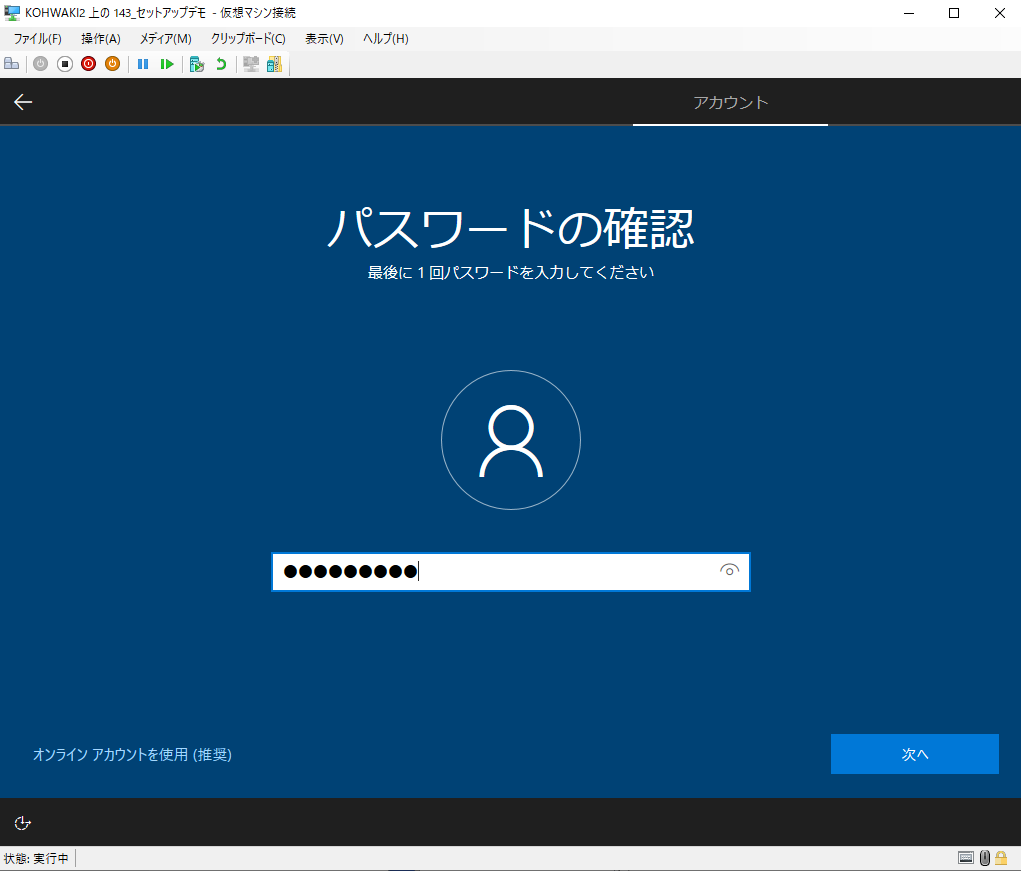 KOHWAKI2 上の 143_セットアップデモ - 仮想マシン接続
ファイル(F) 操作(A) メディア(M) クリップボード(C) 表示(V) ヘルプ(H)
アカウント
パスワードの確認
最後に 1 回パスワードを入力してください
オンライン アカウントを使用 (推奨)
次へ
状態: 実行中